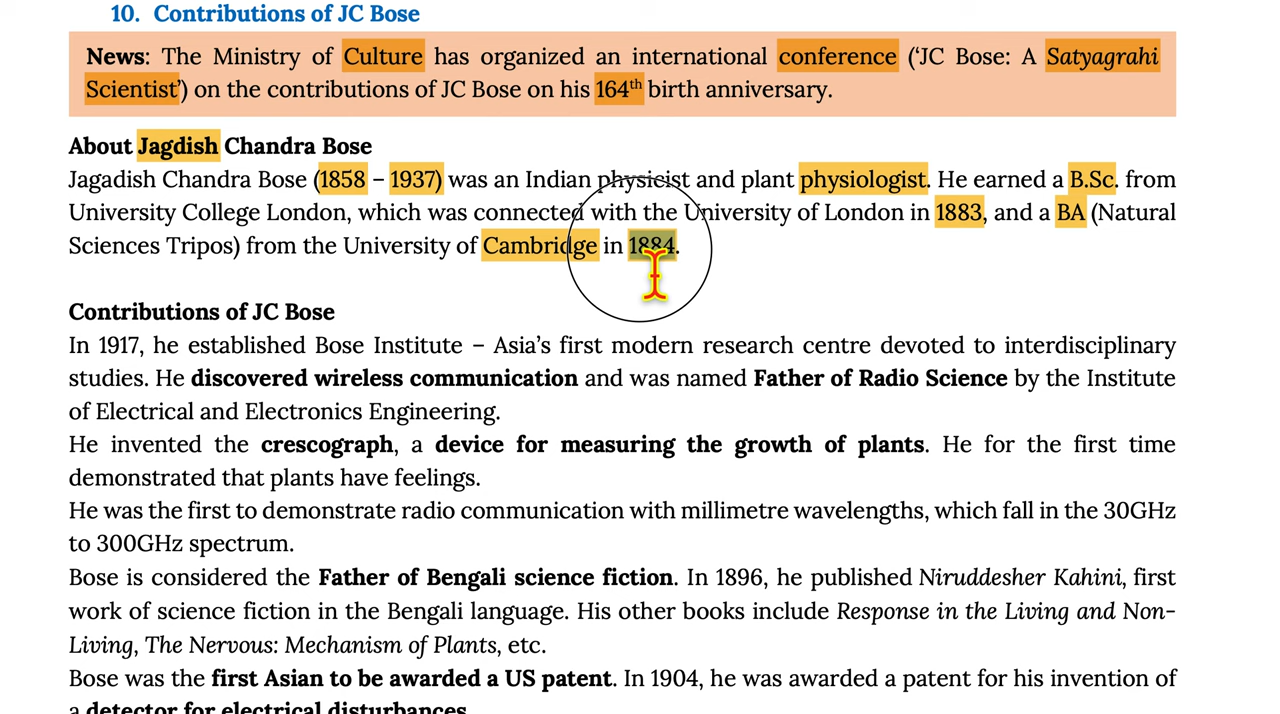 10. Contributions of JC Bose
News: The Ministry of Culture has organized an international conference (‘JC Bose: A Satyagrahi
Scientist’) on the contributions of JC Bose on his 164th birth anniversary.
About Jagdish Chandra Bose
Jagadish Chandra Bose (1858 – 1937) was an Indian physicist and plant physiologist. He earned a B.Sc. from
University College London, which was connected with the University of London in 1883, and a BA (Natural
Sciences Tripos) from the University of Cambridge in 1884.
Contributions of JC Bose
In 1917, he established Bose Institute – Asia’s first modern research centre devoted to interdisciplinary
studies. He discovered wireless communication and was named Father of Radio Science by the Institute
of Electrical and Electronics Engineering.
He invented the crescograph, a device for measuring the growth of plants. He for the first time
demonstrated that plants have feelings.
He was the first to demonstrate radio communication with millimetre wavelengths, which fall in the 30GHz
to 300GHz spectrum.
Bose is considered the Father of Bengali science fiction. In 1896, he published Niruddesher Kahini, first
work of science fiction in the Bengali language. His other books include Response in the Living and Non-
Living, The Nervous: Mechanism of Plants, etc.
Bose was the first Asian to be awarded a US patent. In 1904, he was awarded a patent for his invention of
a detector for electrical disturbances.